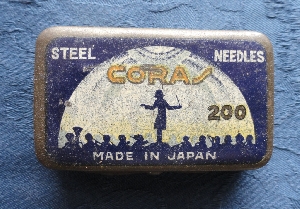 STEEL NEEDLES
CORAS
200
MADE IN JAPAN